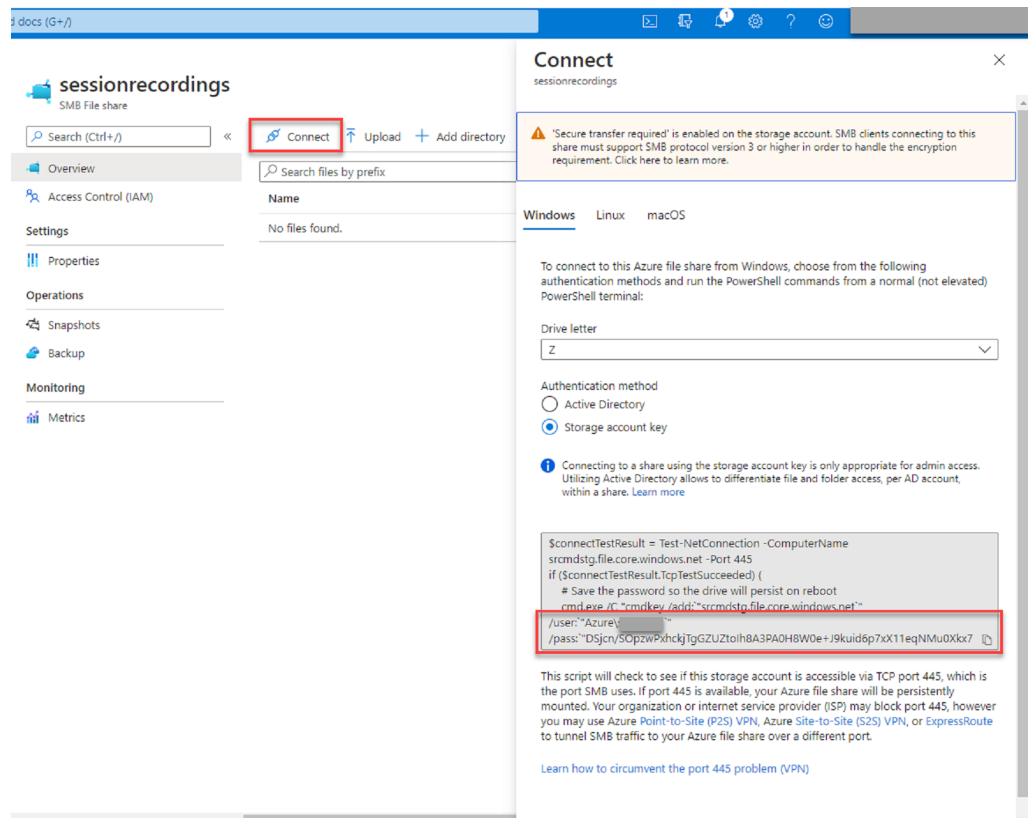 d docs (G+/)
1
sessionrecordings
SMB File share
Search (Ctrl+/)
«
Overview
Access Control (IAM)
Settings
Properties
Operations
Snapshots
Backup
Monitoring
Metrics
Connect
Upload
Add directory
Search files by prefix
Name
No files found.
Connect
sessionrecordings
'Secure transfer required' is enabled on the storage account. SMB clients connecting to this
share must support SMB protocol version 3 or higher in order to handle the encryption
requirement. Click here to learn more.
Windows Linux macOS
To connect to this Azure file share from Windows, choose from the following
authentication methods and run the PowerShell commands from a normal (not elevated)
PowerShell terminal:
Drive letter
Z
Authentication method
Active Directory
Storage account key
Connecting to a share using the storage account key is only appropriate for admin access.
Utilizing Active Directory allows to differentiate file and folder access, per AD account,
within a share. Learn more
$connectTestResult = Test-NetConnection -ComputerName
srcmdstg.file.core.windows.net -Port 445
if ($connectTestResult.TcpTestSucceeded) {
# Save the password so the drive will persist on reboot
cmd.exe /C "cmdkey /add:`"srcmdstg.file.core.windows.net`"
/user:`"Azure\
/pass:`"DSjcn/SOpzwPxhckjTgGZUZtoIh8A3PA0H8W0e+J9kuid6p7xX11eqNMu0Xkx7
This script will check to see if this storage account is accessible via TCP port 445, which is
the port SMB uses. If port 445 is available, your Azure file share will be persistently
mounted. Your organization or internet service provider (ISP) may block port 445, however
you may use Azure Point-to-Site (P2S) VPN, Azure Site-to-Site (S2S) VPN, or ExpressRoute
to tunnel SMB traffic to your Azure file share over a different port.
Learn how to circumvent the port 445 problem (VPN)